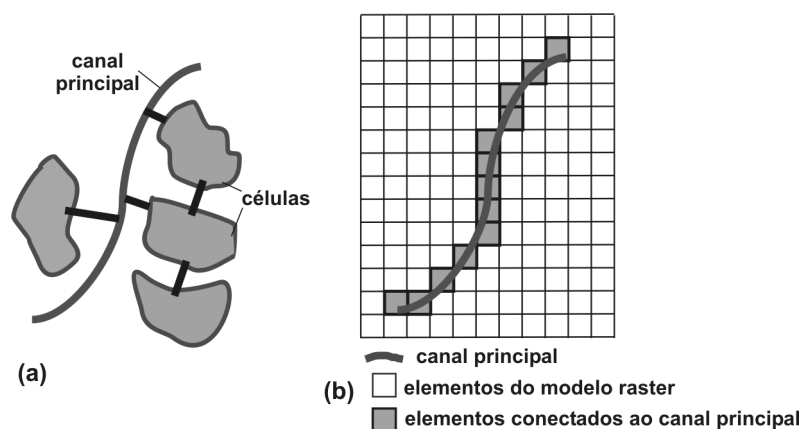 canal
principal
células
(a)
canal principal
(b)
elementos do modelo raster
elementos conectados ao canal principal